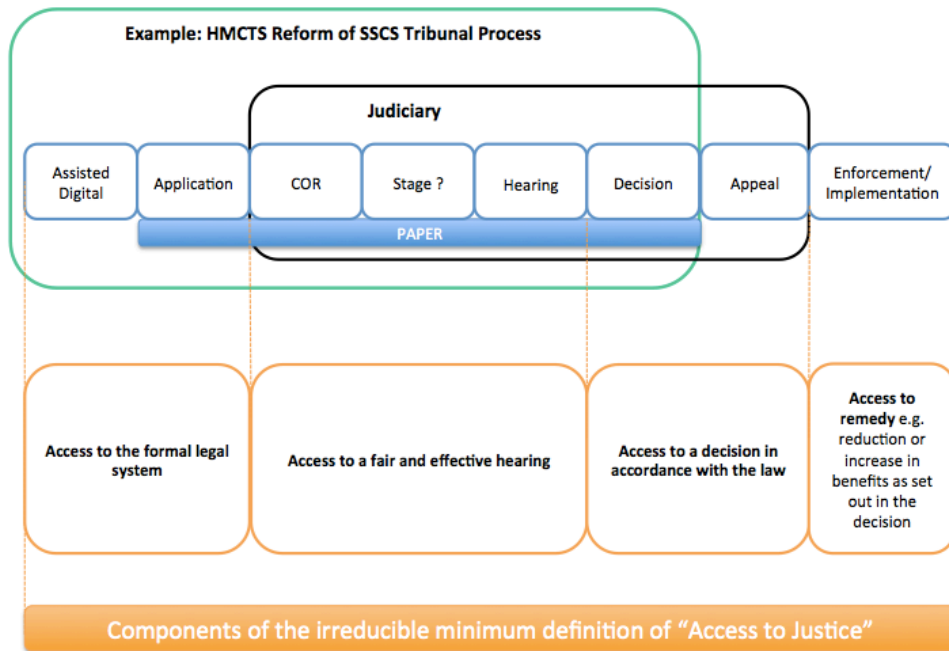 Example: HMCTS Reform of SSCS Tribunal Process
Judiciary
Assisted
Digital
Application
COR
Stage ?
Hearing
Decision
Appeal
Enforcement/
Implementation
PAPER
Access to the formal legal
system
Access to a fair and effective hearing
Access to a decision in
accordance with the law
Access to
remedy e.g.
reduction or
increase in
benefits as set
out in the
decision
Components of the irreducible minimum definition of “Access to Justice”